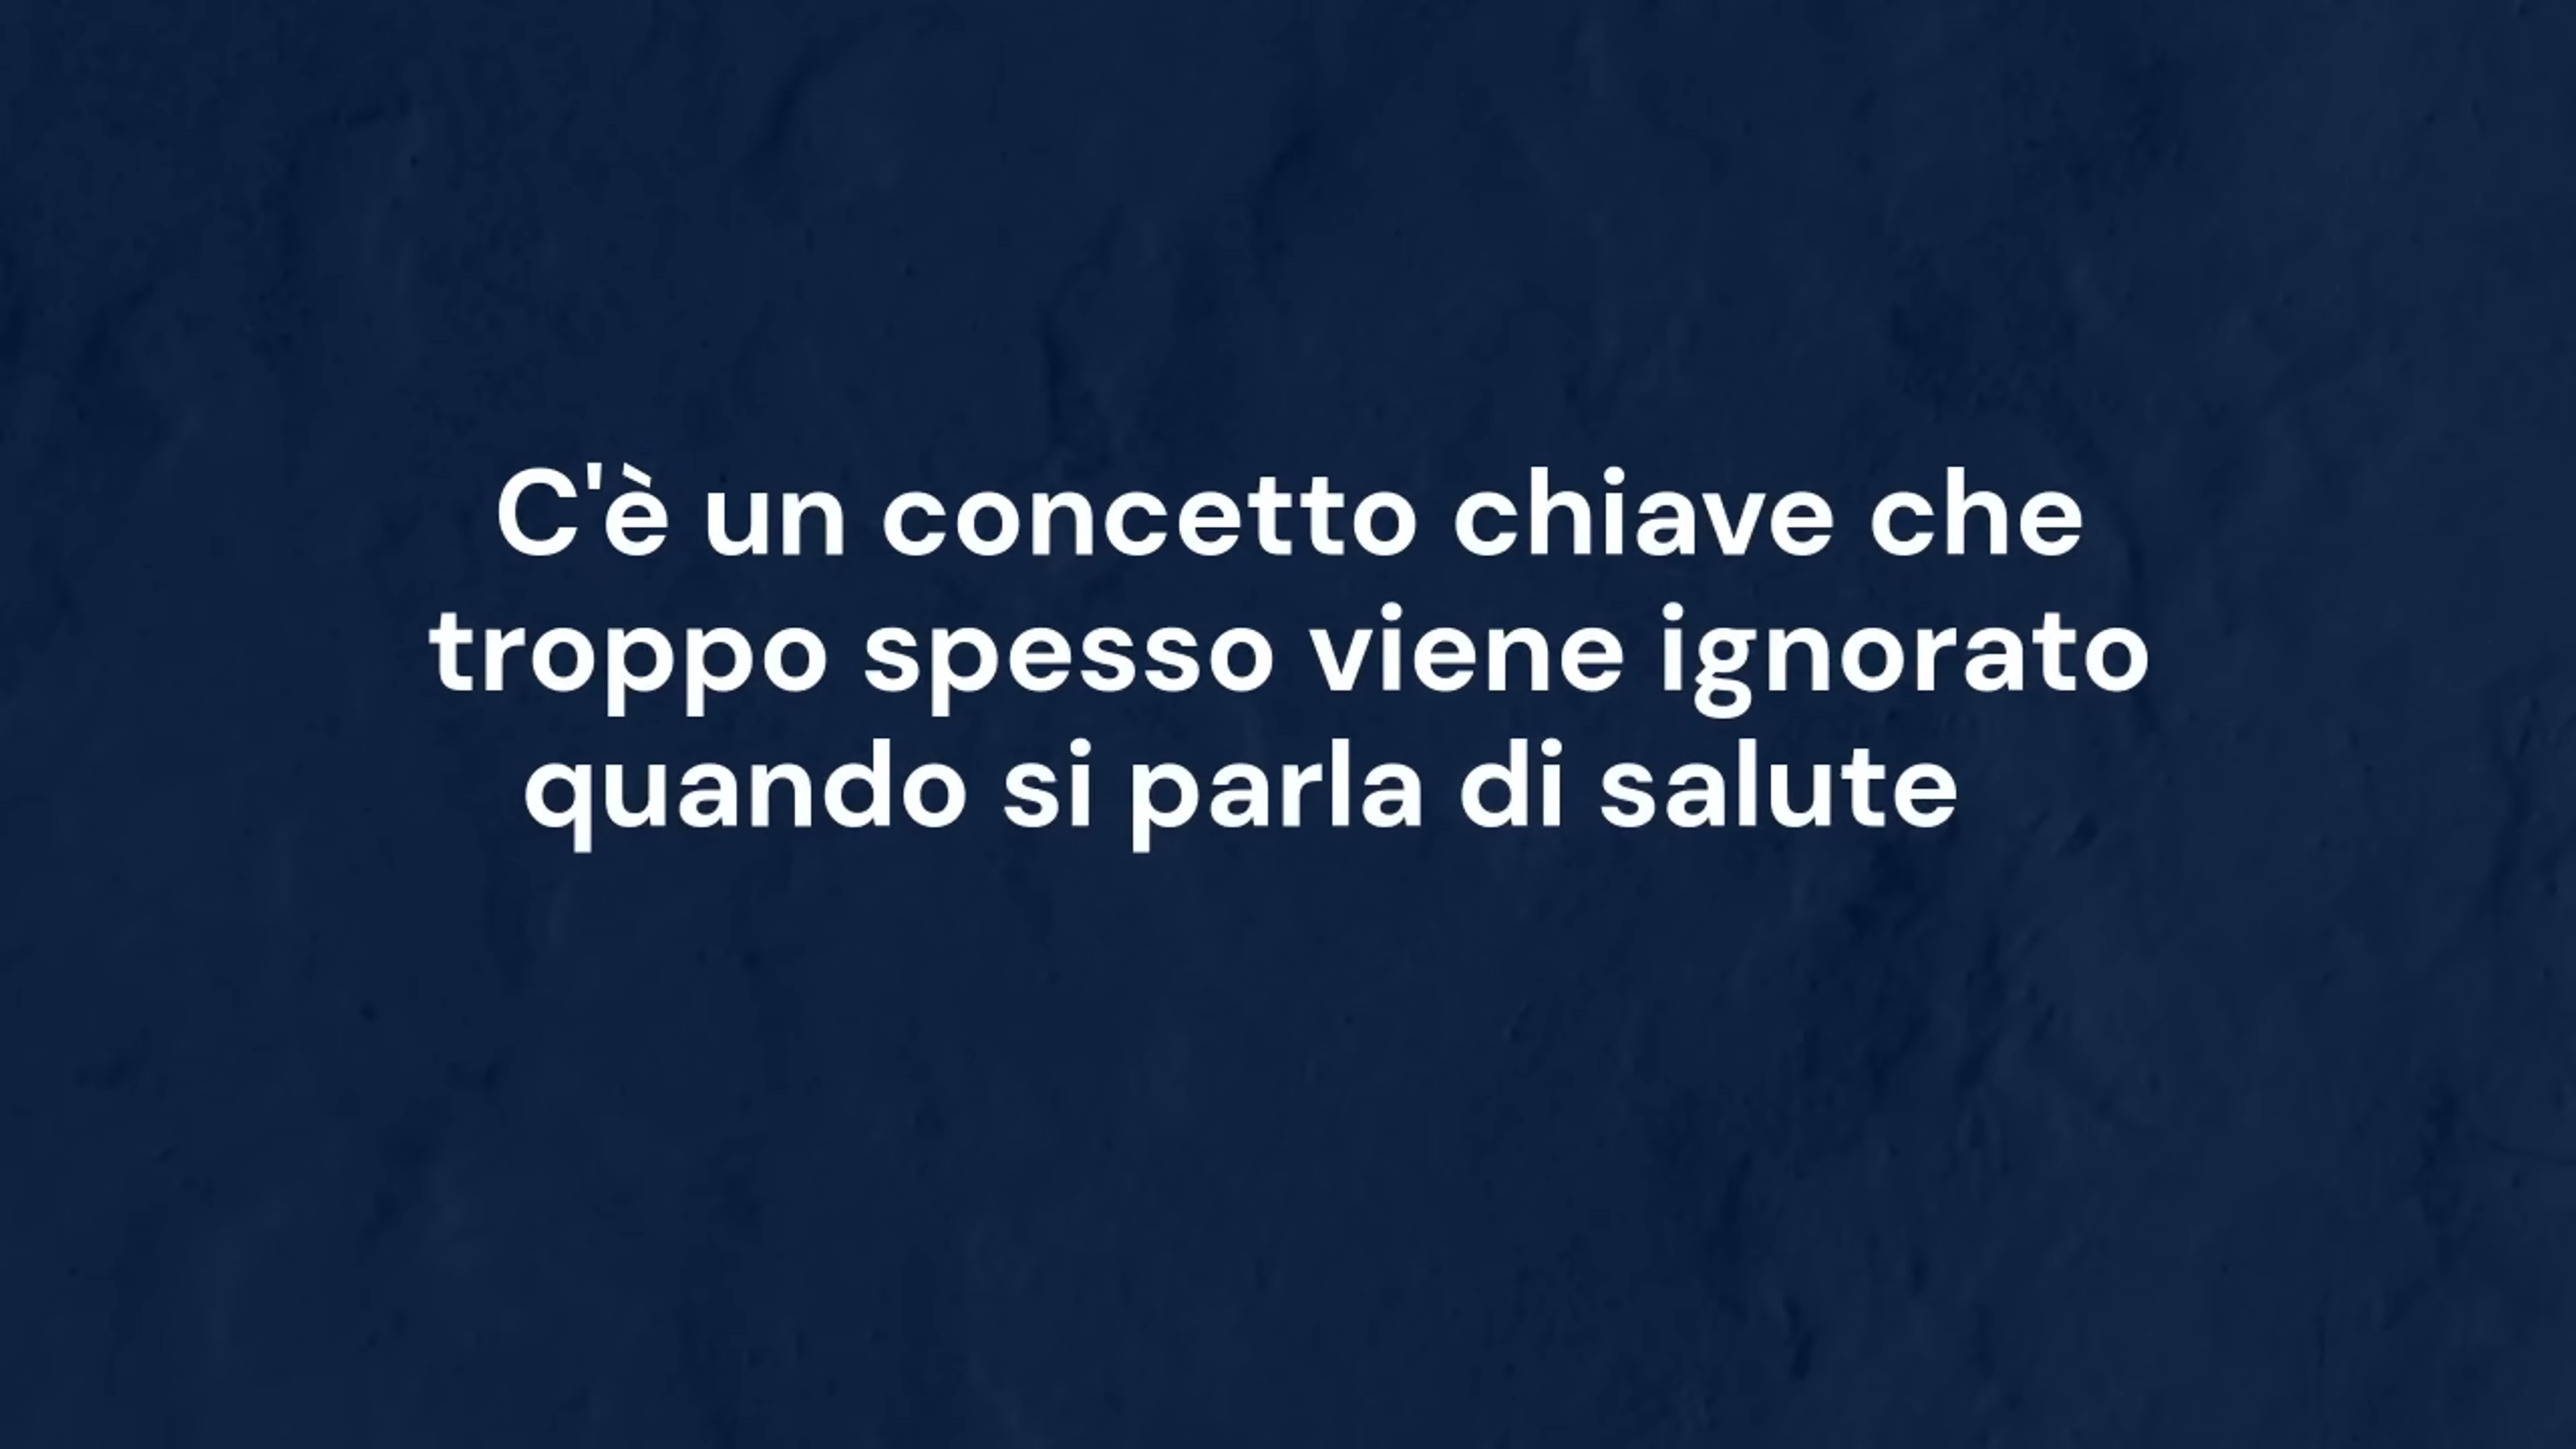 C'è un concetto chiave che
troppo spesso viene ignorato
quando si parla di salute